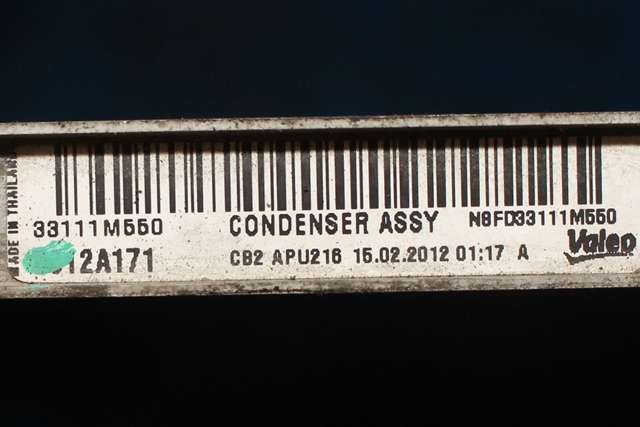 MADE IN THAILAND
33111M550 CONDENSER ASSY N8FD33111M550
12A171 CB2 APU216 15.02.2012 01:17 A Valeo